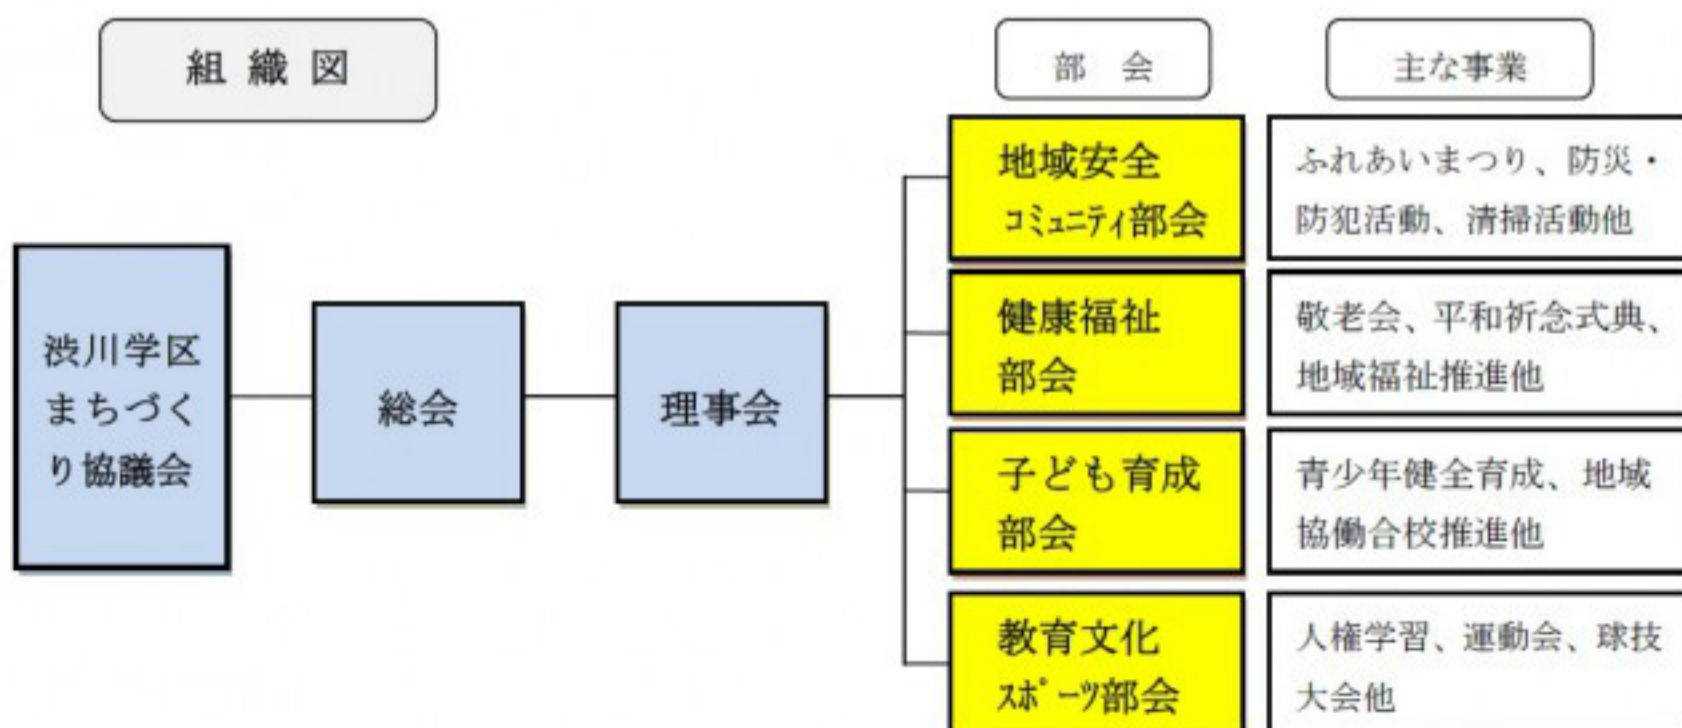 組織図
部会
主な事業
渋川学区
まちづく
り協議会
総会
理事会
地域安全
ｺﾐｭﾆﾃｨ部会
ふれあいまつり、防災・
防犯活動、清掃活動他
健康福祉
部会
敬老会、平和祈念式典、
地域福祉推進他
子ども育成
部会
青少年健全育成、地域
協働合校推進他
教育文化
ｽﾎﾟｰﾂ部会
人権学習、運動会、球技
大会他